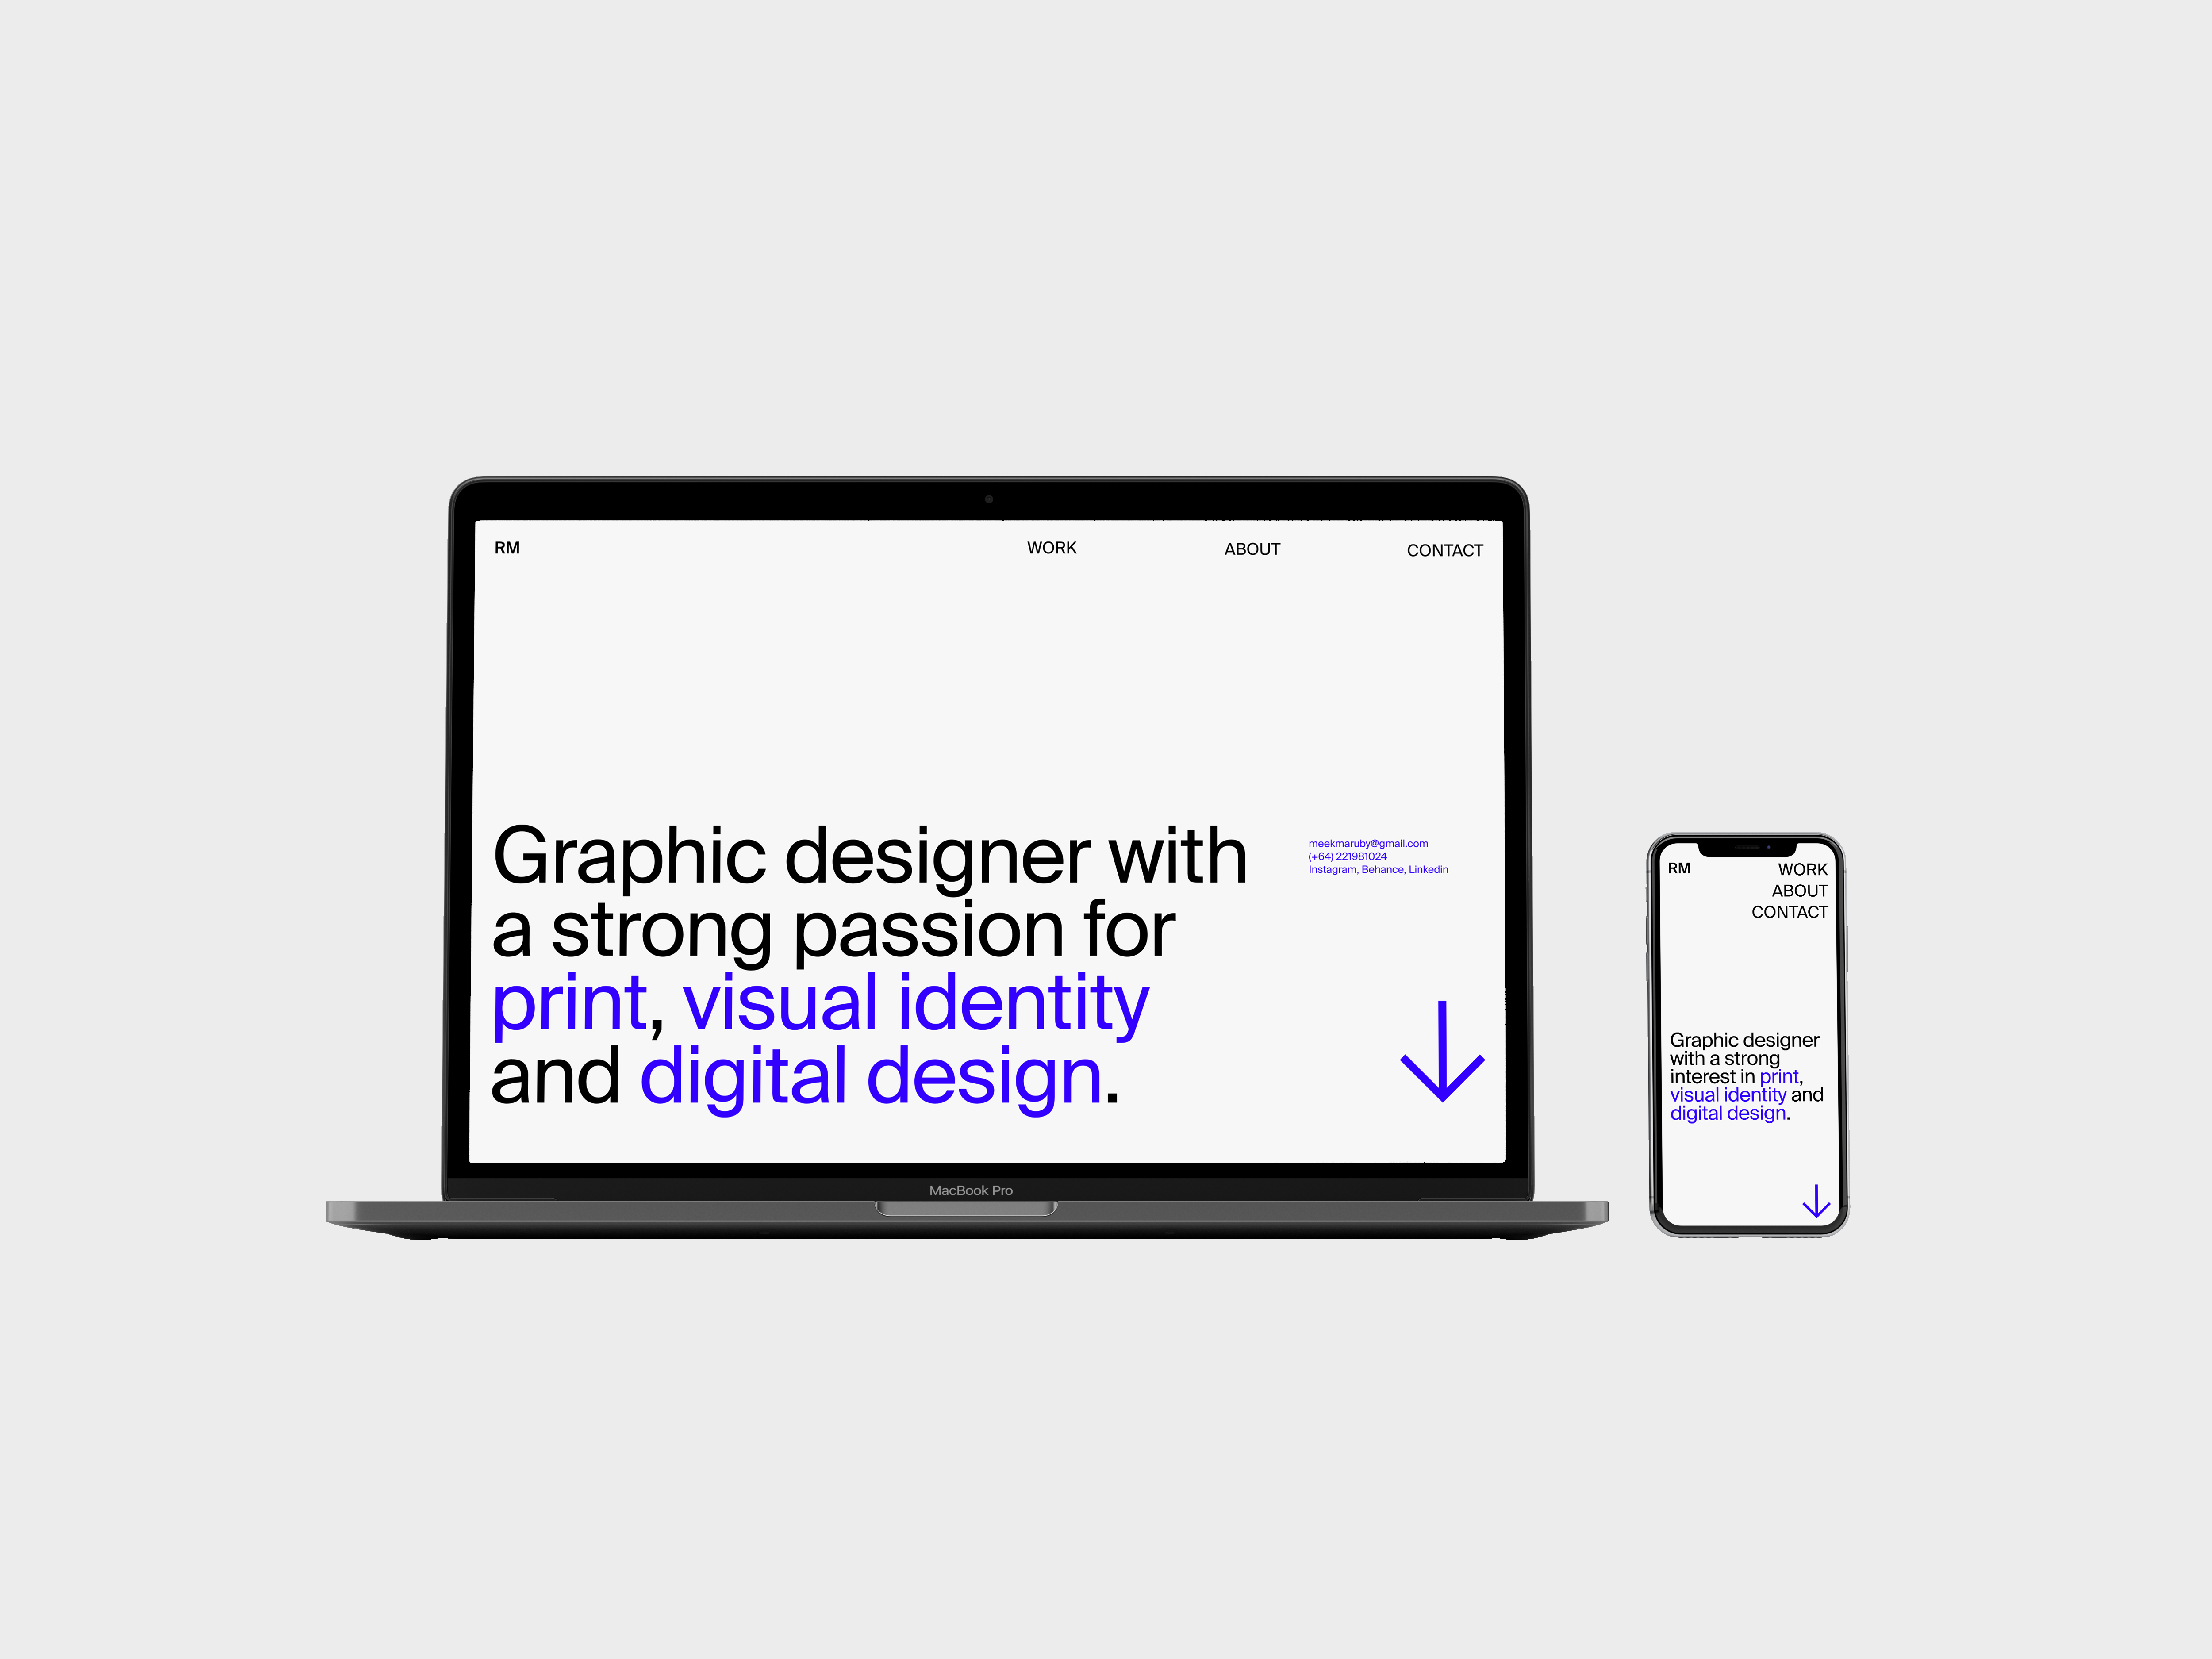 RM WORK ABOUT CONTACT
Graphic designer with
a strong passion for
print, visual identity
and digital design.
meekmaruby@gmail.com
(+64) 221981024
Instagram, Behance, Linkedin
MacBook Pro
RM WORK
ABOUT
CONTACT
Graphic designer
with a strong
interest in print,
visual identity and
digital design.